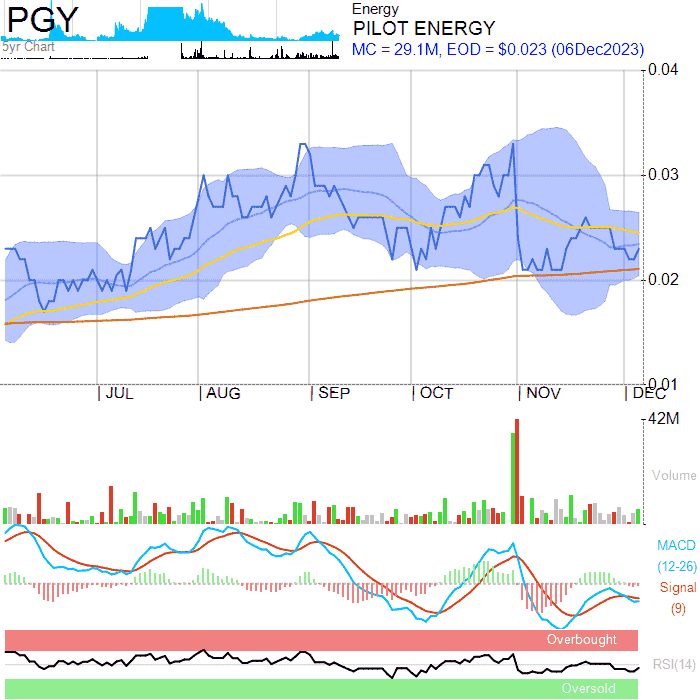 PGY
5yr Chart
Energy
PILOT ENERGY
MC = 29.1M, EOD = $0.023 (06Dec2023)
0.04
0.03
0.02
0.01
JUL
AUG
SEP
OCT
NOV
DEC
42M
Volume
MACD
(12-26)
Signal
(9)
Overbought
RSI(14)
Oversold